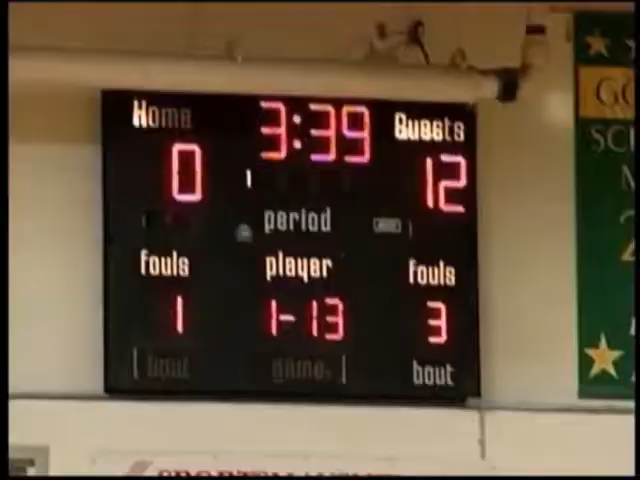 Home 3:39 Guests
0 12
period
fouls player fouls
1 1-13 3
bout game bout